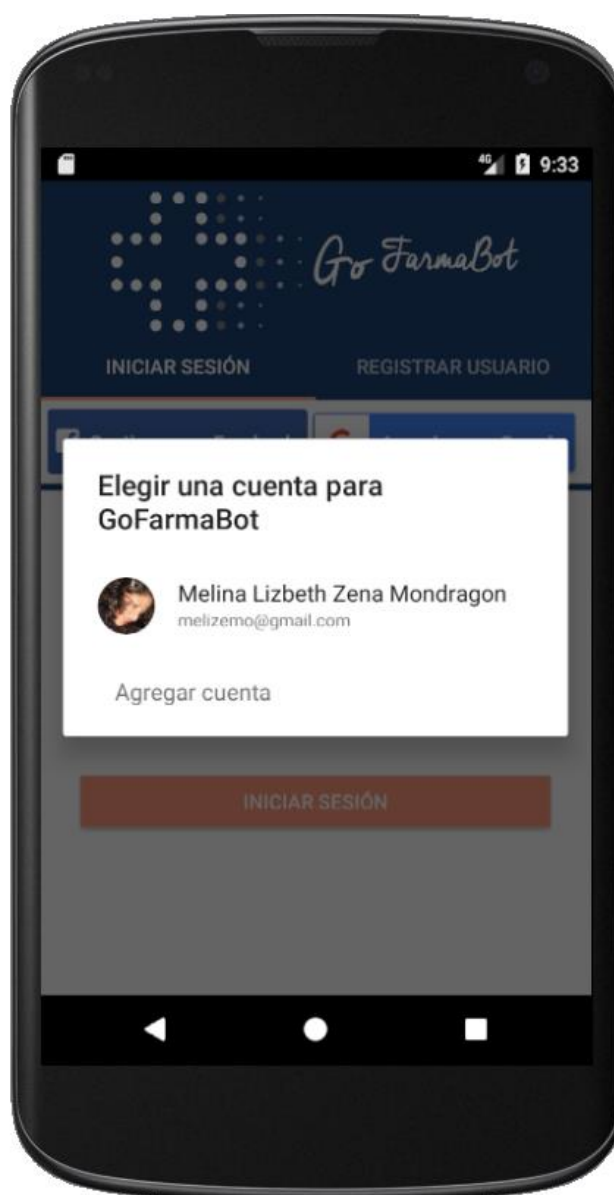 4G 9:33
Go FarmaBot
INICIAR SESIÓN REGISTRAR USUARIO
Elegir una cuenta para
GoFarmaBot
Melina Lizbeth Zena Mondragon
melizemo@gmail.com
Agregar cuenta
INICIAR SESIÓN